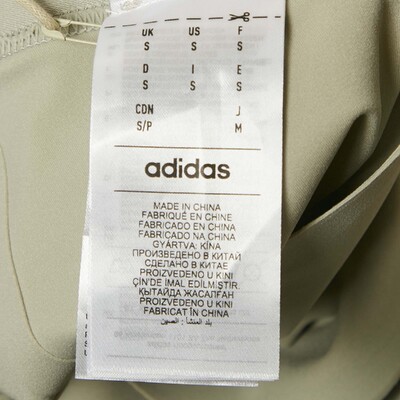 UK US F
S S S
D I E
S S S
CDN J
S/P M
adidas
MADE IN CHINA
FABRIQUÉ EN CHINE
FABRICADO EN CHINA
FABRICADO NA CHINA
GYÁRTVA: KÍNA
ПРОИЗВЕДЕНО В КИТАЙ
СДЕЛАНО В КИТАЕ
PROIZVEDENO U KINI
ÇİN'DE İMAL EDİLMİŞTİR.
ҚЫТАЙДА ЖАСАЛҒАН
PROIZVEDENO U KINI
FABRICAT ÎN CHINA
بلد المنشأ : الصين